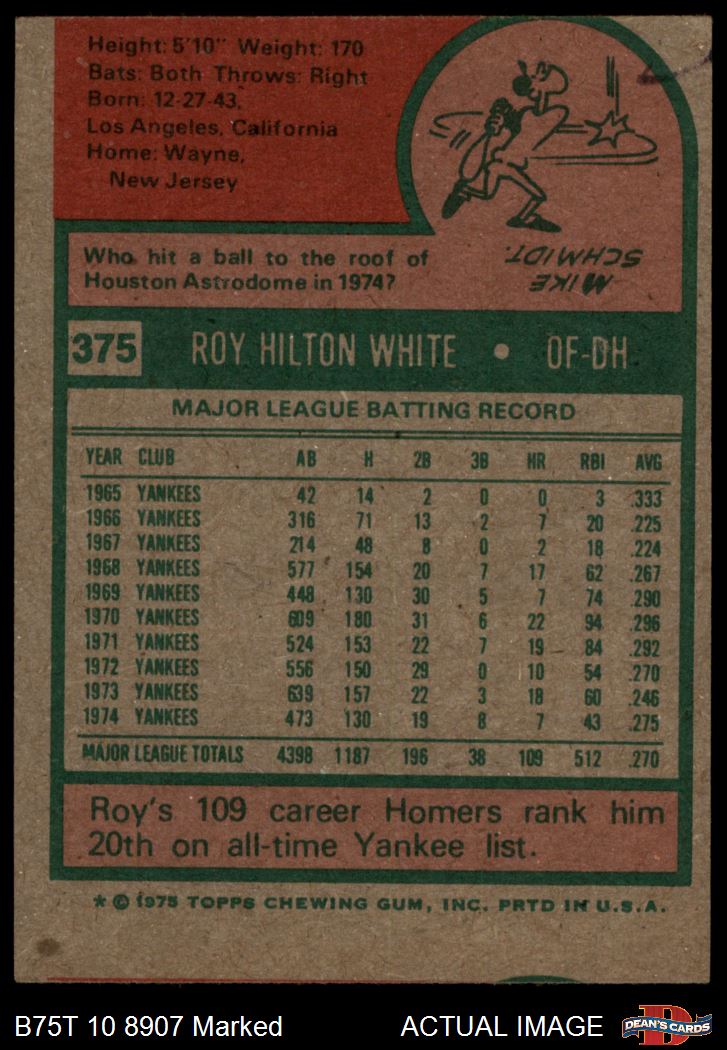 Height: 5'10" Weight: 170
Bats: Both Throws: Right
Born: 12-27-43,
Los Angeles, California
Home: Wayne,
New Jersey
Who hit a ball to the roof of
Houston Astrodome in 1974?
MIKE
SCHMIDT.
375 ROY HILTON WHITE • OF-DH
MAJOR LEAGUE BATTING RECORD
YEAR CLUB AB H 2B 3B HR RBI AVG
1965 YANKEES 42 14 2 0 0 3 .333
1966 YANKEES 316 71 13 2 7 20 .225
1967 YANKEES 214 48 8 0 2 18 .224
1968 YANKEES 577 154 20 7 17 62 .267
1969 YANKEES 448 130 30 5 7 74 .290
1970 YANKEES 609 180 31 6 22 94 .296
1971 YANKEES 524 153 22 7 19 84 .292
1972 YANKEES 556 150 29 0 10 54 .270
1973 YANKEES 639 157 22 3 18 60 .246
1974 YANKEES 473 130 19 8 7 43 .275
MAJOR LEAGUE TOTALS 4398 1187 196 38 109 512 .270
Roy's 109 career Homers rank him
20th on all-time Yankee list.
* © 1975 TOPPS CHEWING GUM, INC. PRTD IN U.S.A.
B75T 10 8907 Marked ACTUAL IMAGE
D
DEAN'S CARDS